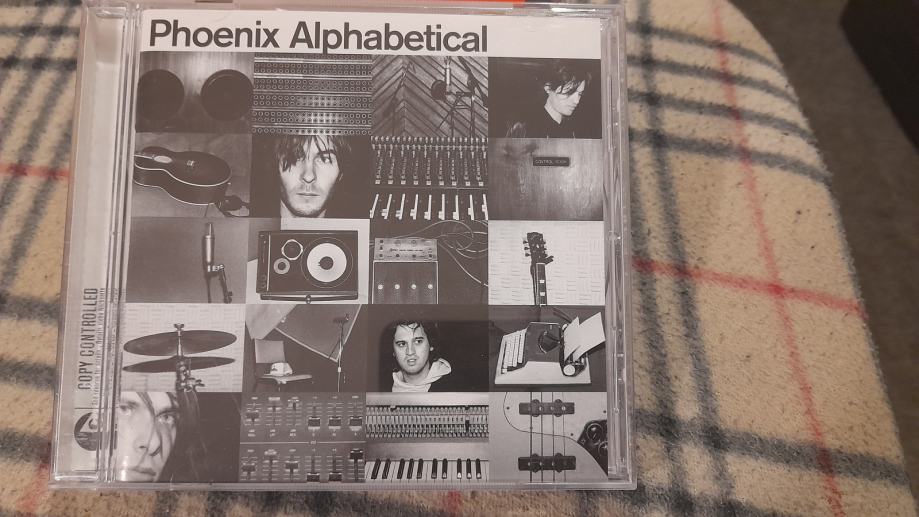 Phoenix Alphabetical
CONTROL ROOM
COPY CONTROLLED